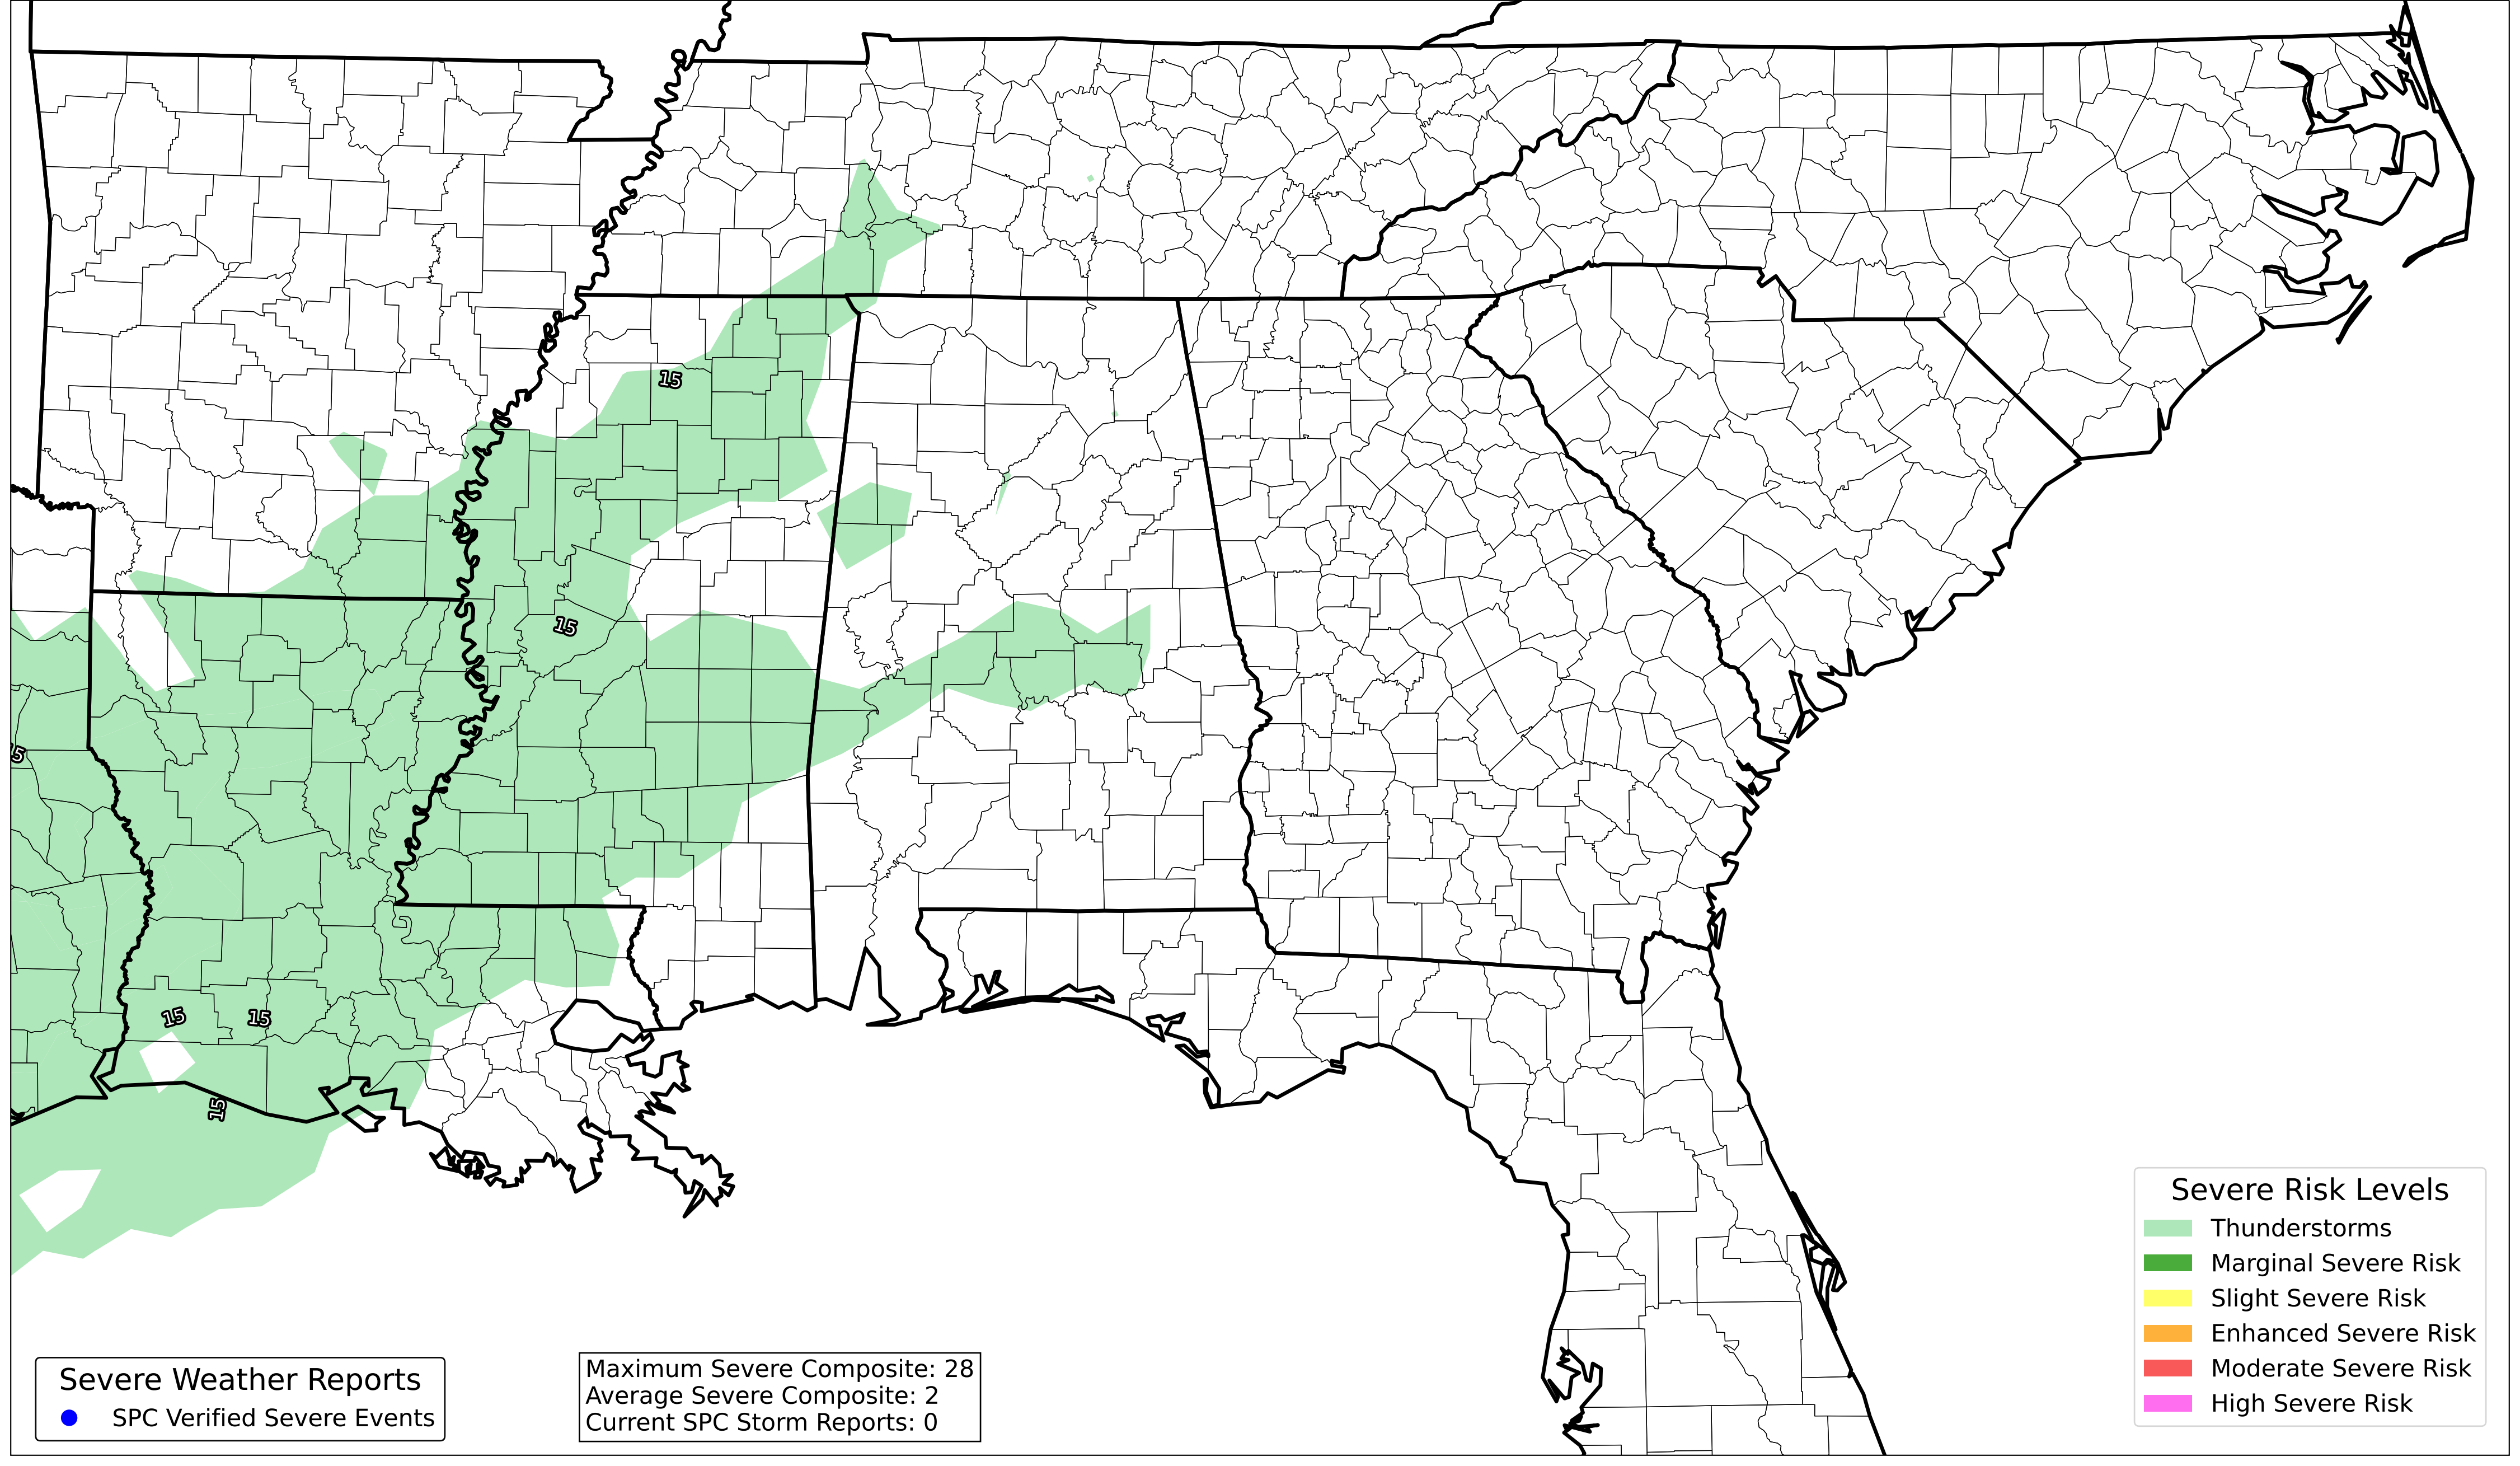 15
15
15
15
15
15
Severe Risk Levels
Thunderstorms
Marginal Severe Risk
Slight Severe Risk
Enhanced Severe Risk
Moderate Severe Risk
High Severe Risk
Maximum Severe Composite: 28
Average Severe Composite: 2
Current SPC Storm Reports: 0
Severe Weather Reports
SPC Verified Severe Events